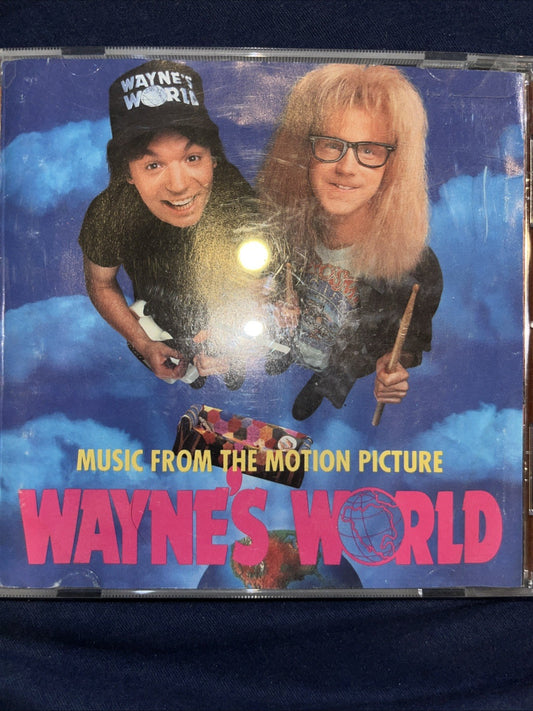 WAYNE'S
WORLD
MUSIC FROM THE MOTION PICTURE
WAYNE'S WORLD